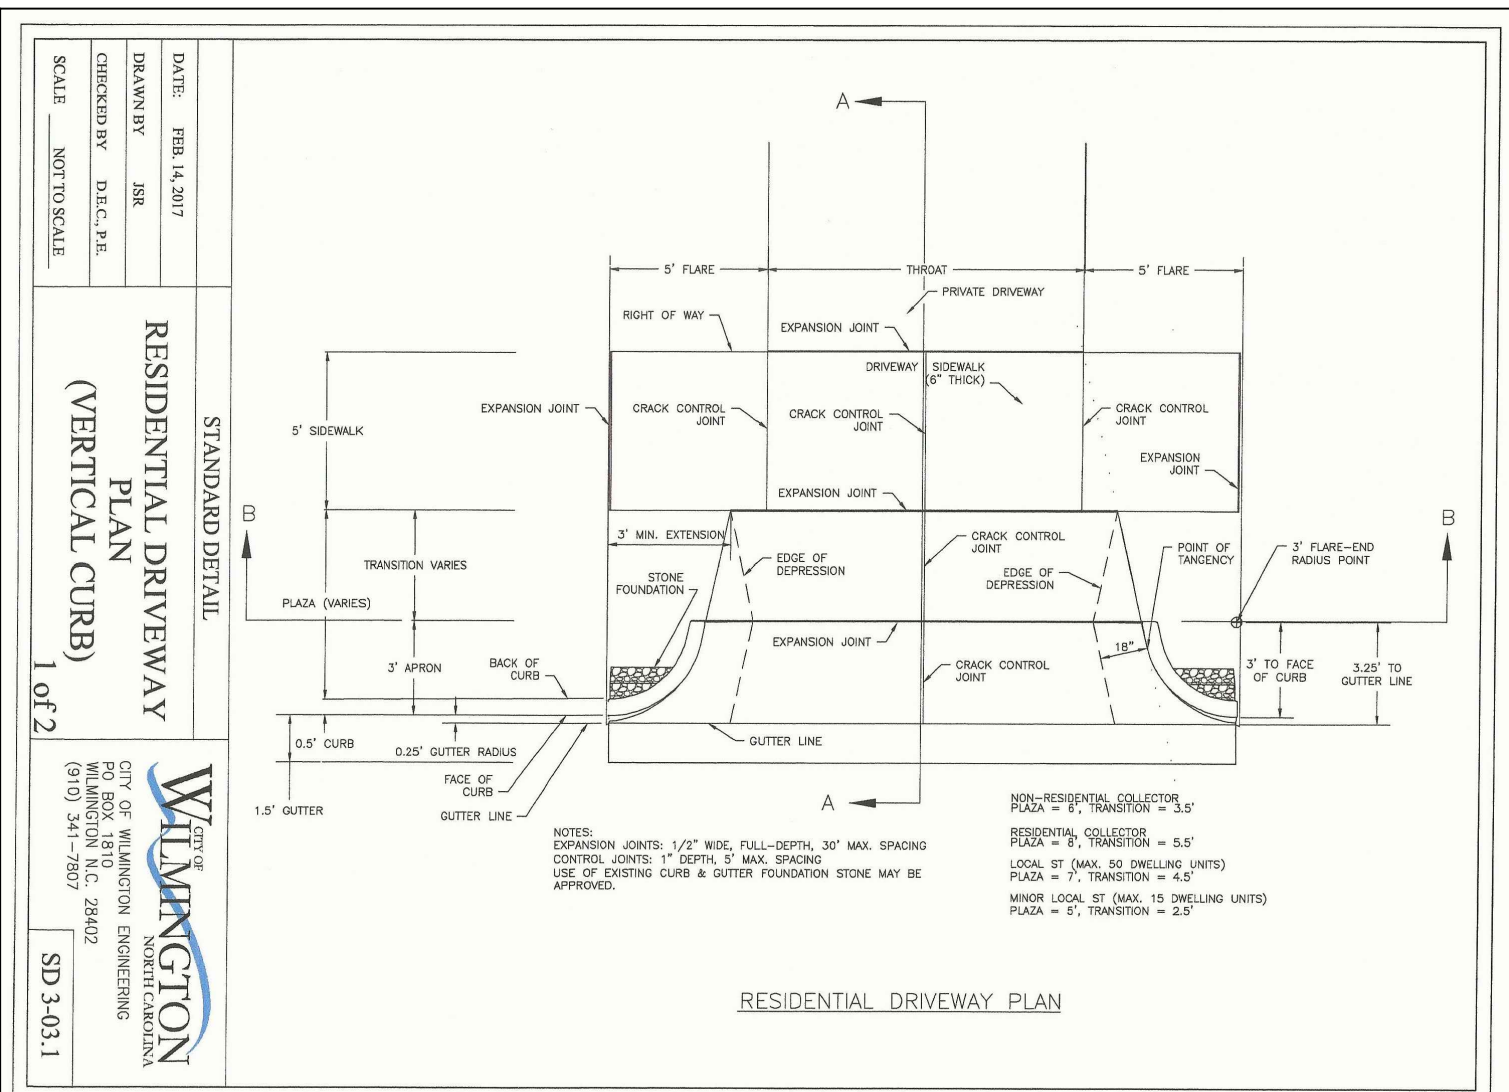 A
5' FLARE
THROAT
5' FLARE
PRIVATE DRIVEWAY
RIGHT OF WAY
EXPANSION JOINT
DRIVEWAY SIDEWALK
(6" THICK)
EXPANSION JOINT
CRACK CONTROL
JOINT
CRACK CONTROL
JOINT
CRACK CONTROL
JOINT
5' SIDEWALK
EXPANSION
JOINT
EXPANSION JOINT
B
B
3' MIN. EXTENSION
CRACK CONTROL
JOINT
POINT OF
TANGENCY
3' FLARE-END
RADIUS POINT
EDGE OF
DEPRESSION
EDGE OF
DEPRESSION
TRANSITION VARIES
STONE
FOUNDATION
PLAZA (VARIES)
EXPANSION JOINT
18"
3' APRON
BACK OF
CURB
CRACK CONTROL
JOINT
3' TO FACE
OF CURB
3.25' TO
GUTTER LINE
0.5' CURB
0.25' GUTTER RADIUS
GUTTER LINE
FACE OF
CURB
1.5' GUTTER
GUTTER LINE
A
NOTES:
EXPANSION JOINTS: 1/2" WIDE, FULL-DEPTH, 30' MAX. SPACING
CONTROL JOINTS: 1" DEPTH, 5' MAX. SPACING
USE OF EXISTING CURB & GUTTER FOUNDATION STONE MAY BE
APPROVED.
NON-RESIDENTIAL COLLECTOR
PLAZA = 6', TRANSITION = 3.5'
RESIDENTIAL COLLECTOR
PLAZA = 8', TRANSITION = 5.5'
LOCAL ST (MAX. 50 DWELLING UNITS)
PLAZA = 7', TRANSITION = 4.5'
MINOR LOCAL ST (MAX. 15 DWELLING UNITS)
PLAZA = 5', TRANSITION = 2.5'
RESIDENTIAL DRIVEWAY PLAN
DATE: FEB. 14, 2017
DRAWN BY JSR
CHECKED BY D.E.C., P.E.
SCALE NOT TO SCALE
STANDARD DETAIL
RESIDENTIAL DRIVEWAY
PLAN
(VERTICAL CURB)
1 of 2
CITY OF
WILMINGTON
NORTH CAROLINA
CITY OF WILMINGTON ENGINEERING
PO BOX 1810
WILMINGTON N.C. 28402
(910) 341-7807
SD 3-03.1